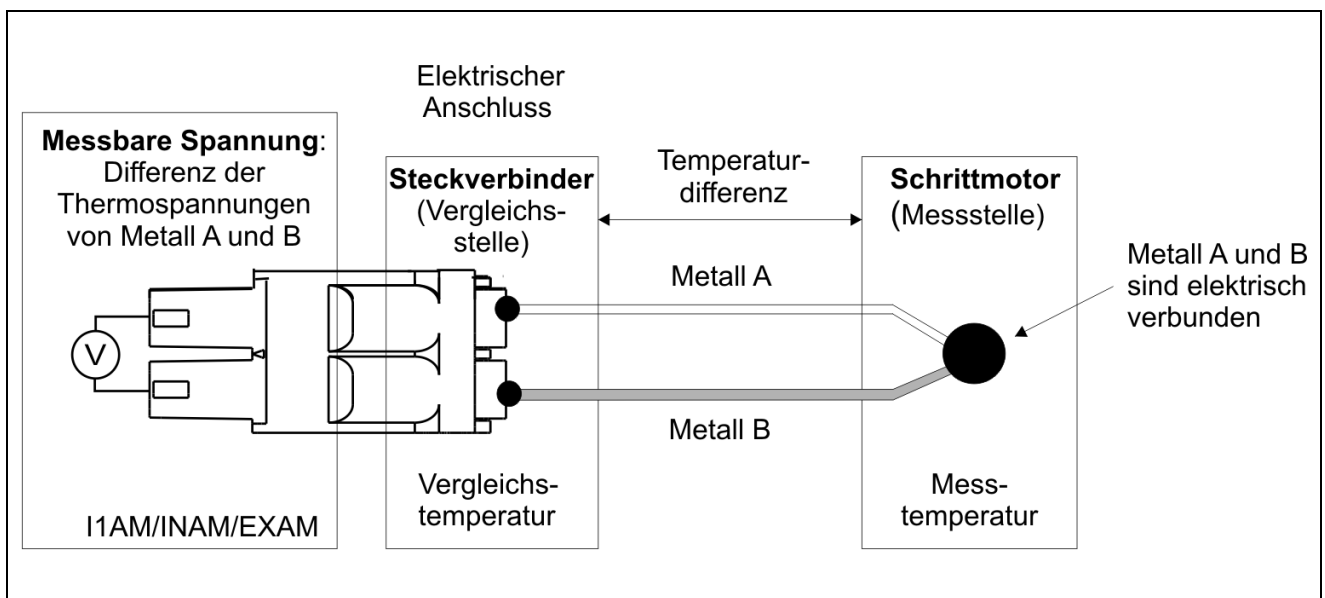 Elektrischer
Anschluss
Messbare Spannung:
Differenz der
Thermospannungen
von Metall A und B
Steckverbinder
(Vergleichs-
stelle)
Temperatur-
differenz
Schrittmotor
(Messstelle)
Metall A
Metall A und B
sind elektrisch
verbunden
V
Metall B
Vergleichs-
temperatur
Mess-
temperatur
I1AM/INAM/EXAM